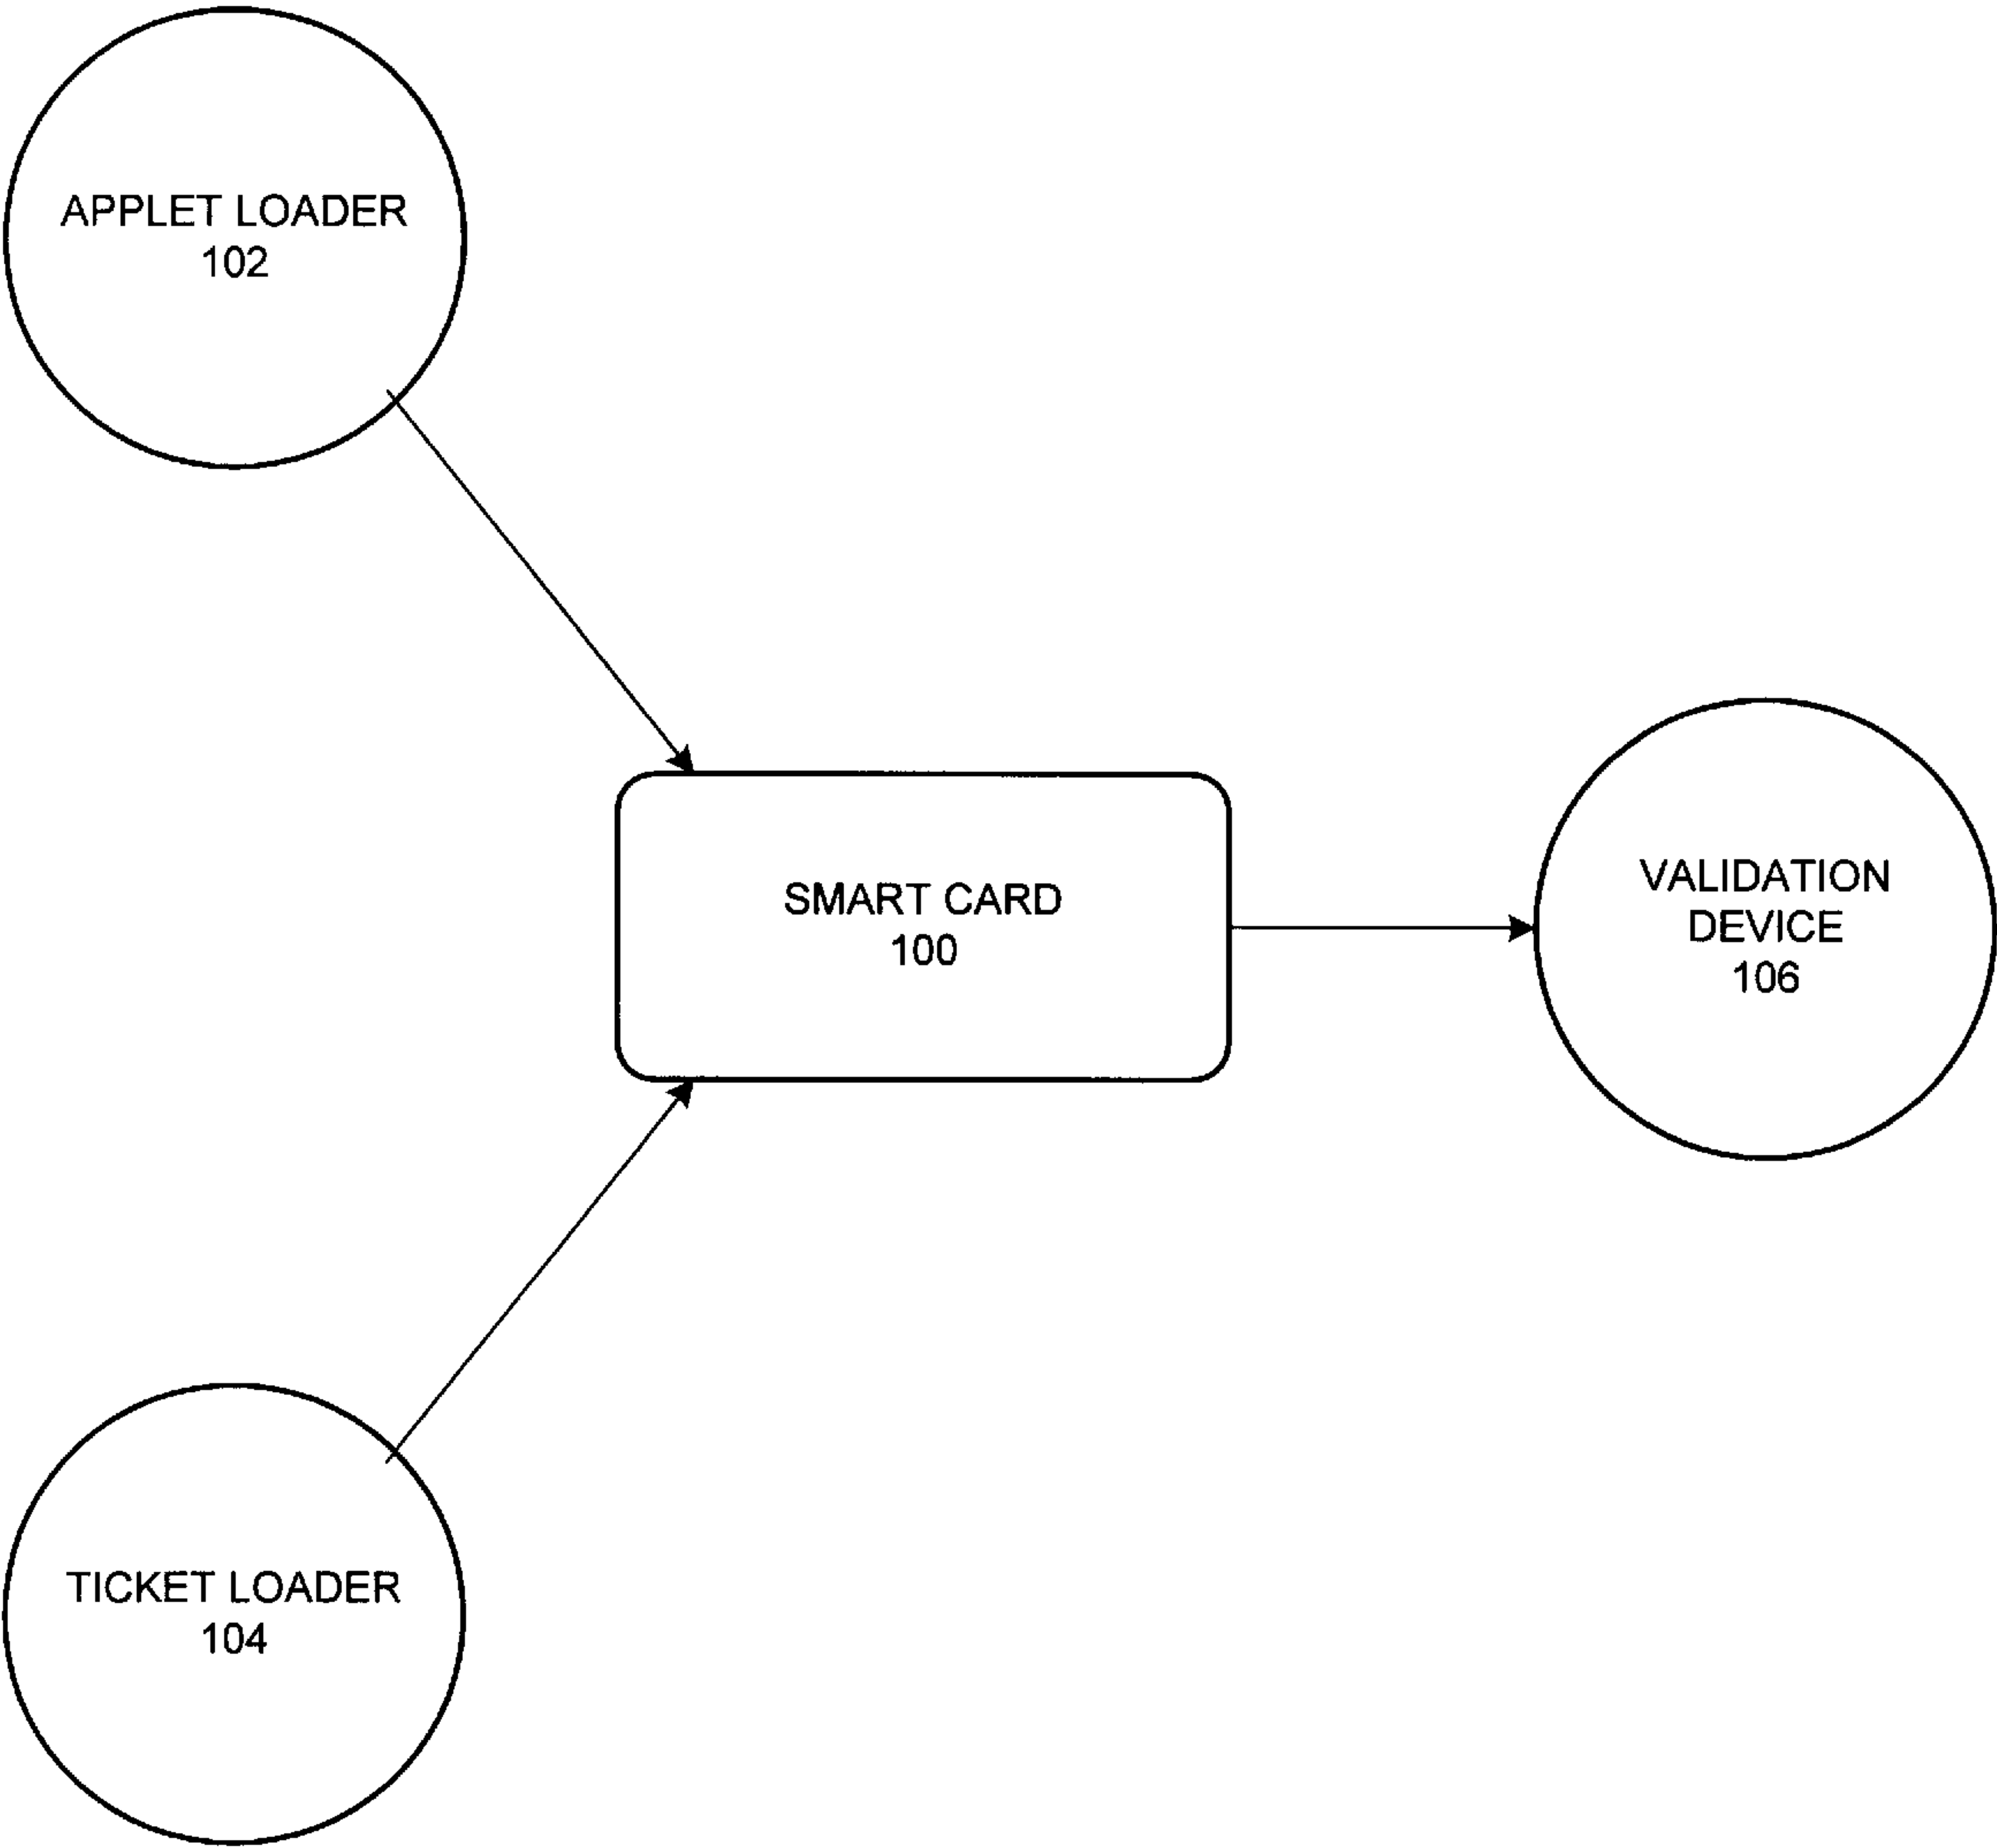 APPLET LOADER
102
SMART CARD
100
VALIDATION
DEVICE
106
TICKET LOADER
104